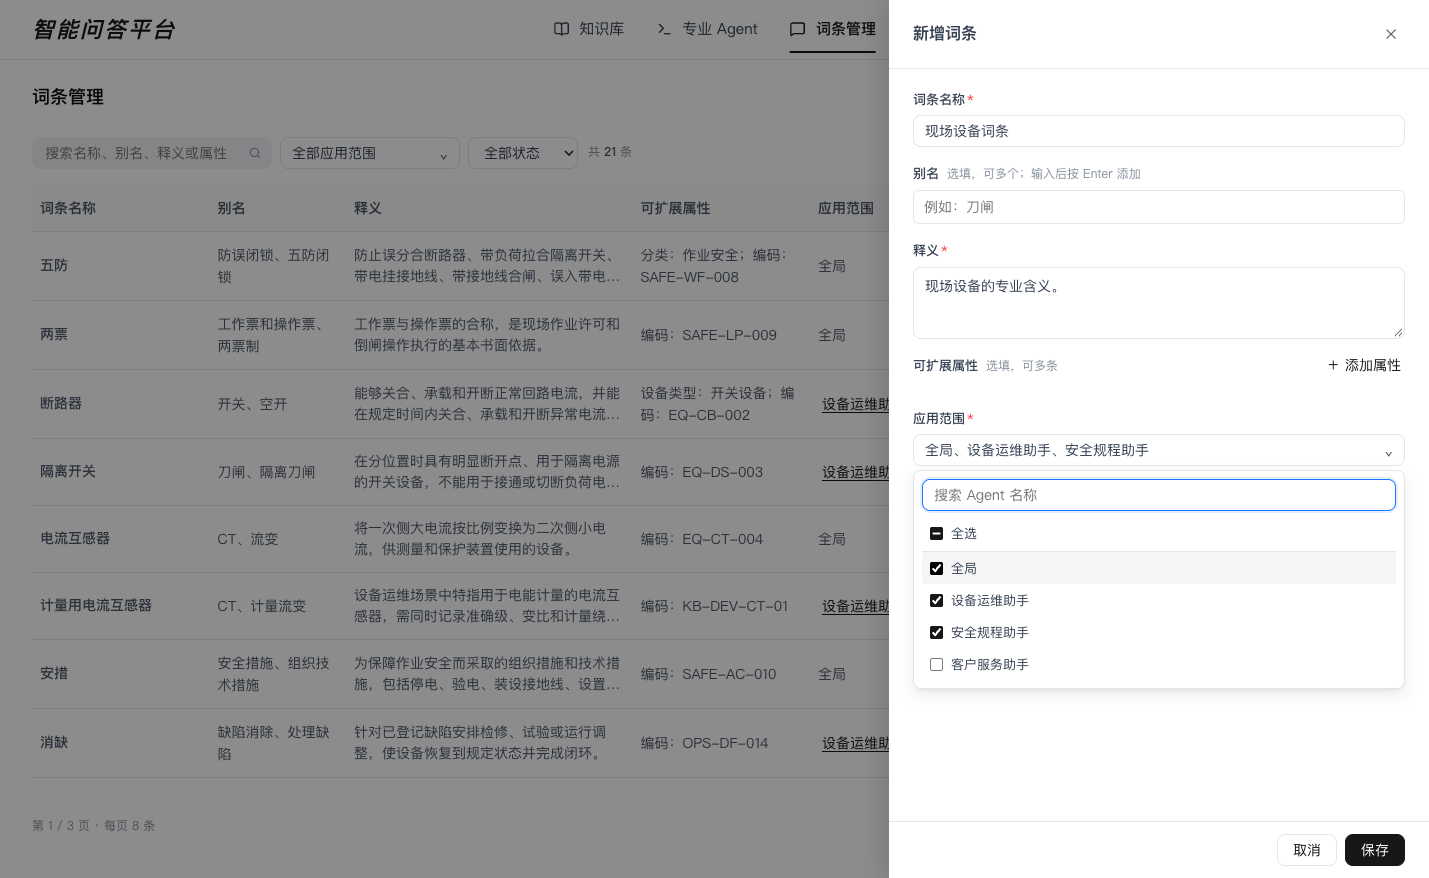 智能问答平台
知识库
专业 Agent
词条管理
词条管理
搜索名称、别名、释义或属性
全部应用范围
全部状态
共 21 条
词条名称 别名 释义 可扩展属性 应用范围
五防
防误闭锁、五防闭
锁
防止误分合断路器、带负荷拉合隔离开关、
带电挂接地线、带接地线合闸、误入带电...
分类：作业安全；编码：
SAFE-WF-008
全局
两票
工作票和操作票、
两票制
工作票与操作票的合称，是现场作业许可和
倒闸操作执行的基本书面依据。
编码：SAFE-LP-009
全局
断路器
开关、空开
能够关合、承载和开断正常回路电流，并能
在规定时间内关合、承载和开断异常电流...
设备类型：开关设备；编
码：EQ-CB-002
设备运维助
隔离开关
刀闸、隔离刀闸
在分位置时具有明显断开点、用于隔离电源
的开关设备，不能用于接通或切断负荷电...
编码：EQ-DS-003
设备运维助
电流互感器
CT、流变
将一次侧大电流按比例变换为二次侧小电
流，供测量和保护装置使用的设备。
编码：EQ-CT-004
全局
计量用电流互感器
CT、计量流变
设备运维场景中特指用于电能计量的电流互
感器，需同时记录准确级、变比和计量绕...
编码：KB-DEV-CT-01
设备运维助
安措
安全措施、组织技
术措施
为保障作业安全而采取的组织措施和技术措
施，包括停电、验电、装设接地线、设置...
编码：SAFE-AC-010
全局
消缺
缺陷消除、处理缺
陷
针对已登记缺陷安排检修、试验或运行调
整，使设备恢复到规定状态并完成闭环。
编码：OPS-DF-014
设备运维助
第 1 / 3 页 · 每页 8 条
新增词条
词条名称*
现场设备词条
别名 选填，可多个；输入后按 Enter 添加
例如：刀闸
释义*
现场设备的专业含义。
可扩展属性 选填，可多条
+ 添加属性
应用范围*
全局、设备运维助手、安全规程助手
搜索 Agent 名称
全选
全局
设备运维助手
安全规程助手
客户服务助手
取消
保存